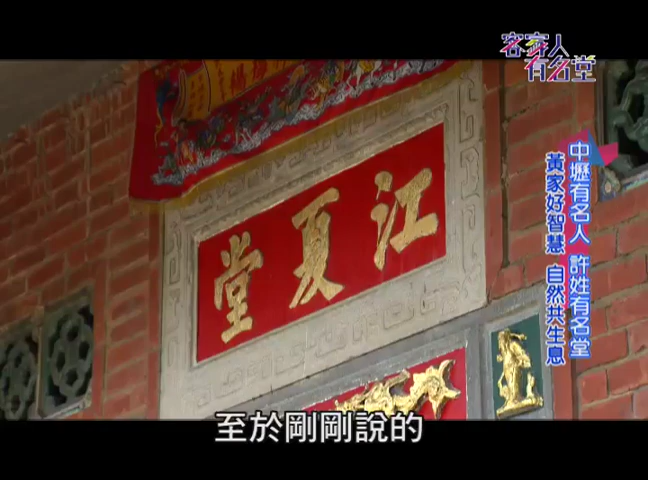 客家人
有名堂
中壢有名人 許姓有名堂
黃家好智慧 自然共生息
江夏堂
至於剛剛說的